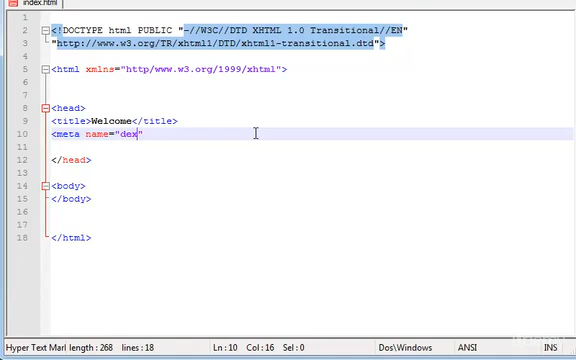 index.html
1
2 <!DOCTYPE html PUBLIC "-//W3C//DTD XHTML 1.0 Transitional//EN"
3 "http://www.w3.org/TR/xhtml1/DTD/xhtml1-transitional.dtd">
4
5 <html xmlns="http/www.w3.org/1999/xhtml">
6
7
8 <head>
9 <title>Welcome</title>
10 <meta name="dex"
11
12 </head>
13
14 <body>
15 </body>
16
17
18 </html>
Hyper Text Marl length : 268 lines : 18 Ln : 10 Col : 16 Sel : 0 Dos\Windows ANSI INS